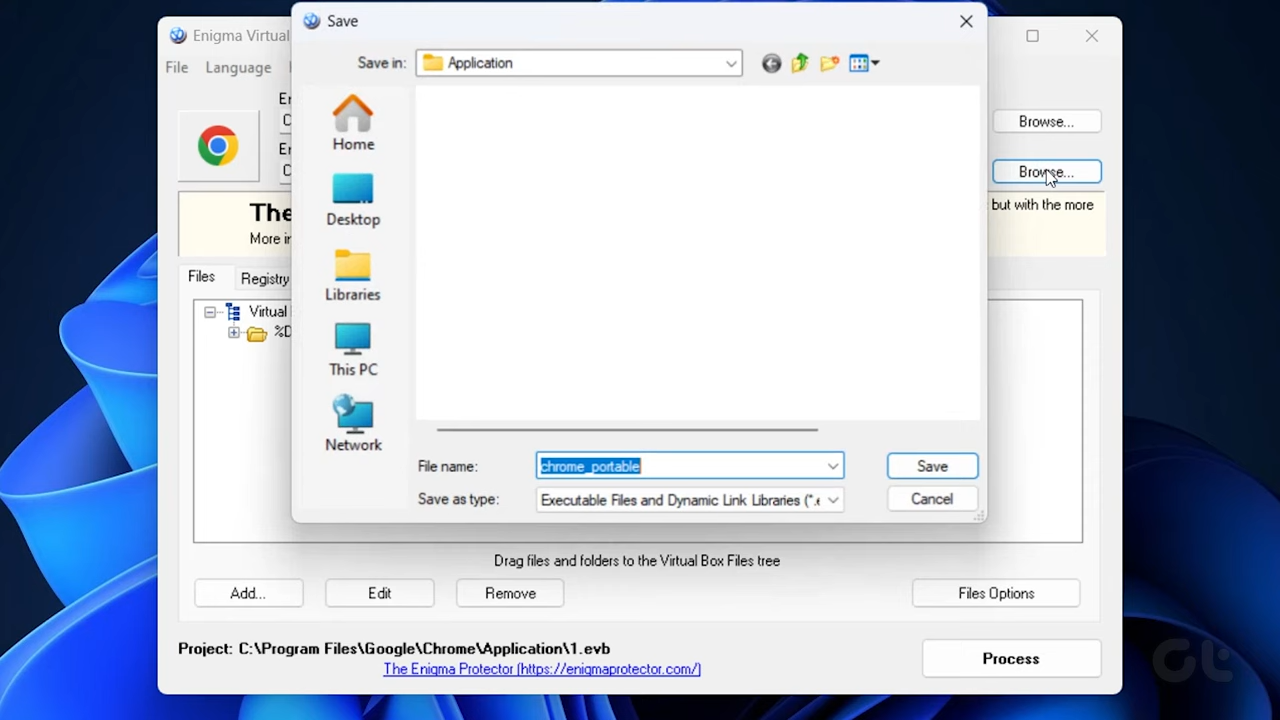 Save
Enigma Virtual
File Language
Save in: Application
Home
Desktop
Libraries
This PC
Network
File name: chrome_portable Save
Save as type: Executable Files and Dynamic Link Libraries (*.e Cancel
Browse...
Browse...
The
but with the more
More in
Files Registry
Virtual
%D
Drag files and folders to the Virtual Box Files tree
Add... Edit Remove Files Options
Project: C:\Program Files\Google\Chrome\Application\1.evb
The Enigma Protector (https://enigmaprotector.com/)
Process
Gt